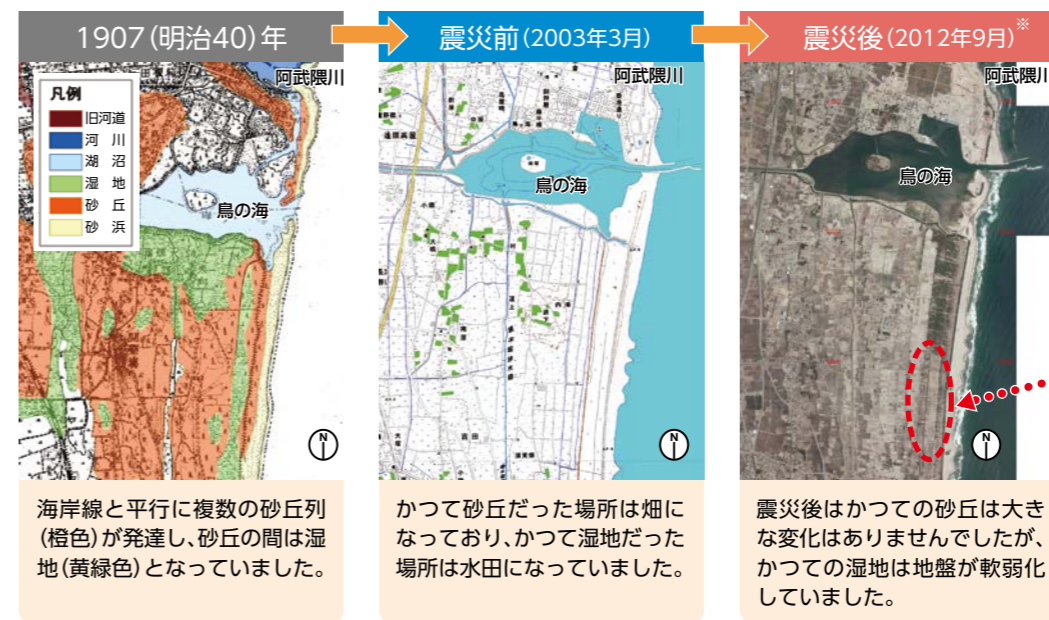 1907(明治40)年
震災前(2003年3月)
震災後(2012年9月)※
阿武隈川
凡例
旧河道
河 川
湖 沼
湿 地
砂 丘
砂 浜
鳥の海
N
阿武隈川
鳥の海
吉田
N
阿武隈川
鳥の海
N
海岸線と平行に複数の砂丘列
(橙色)が発達し、砂丘の間は湿
地(黄緑色)となっていました。
かつて砂丘だった場所は畑に
なっており、かつて湿地だった
場所は水田になっていました。
震災後はかつての砂丘は大き
な変化はありませんでしたが、
かつての湿地は地盤が軟弱化
していました。